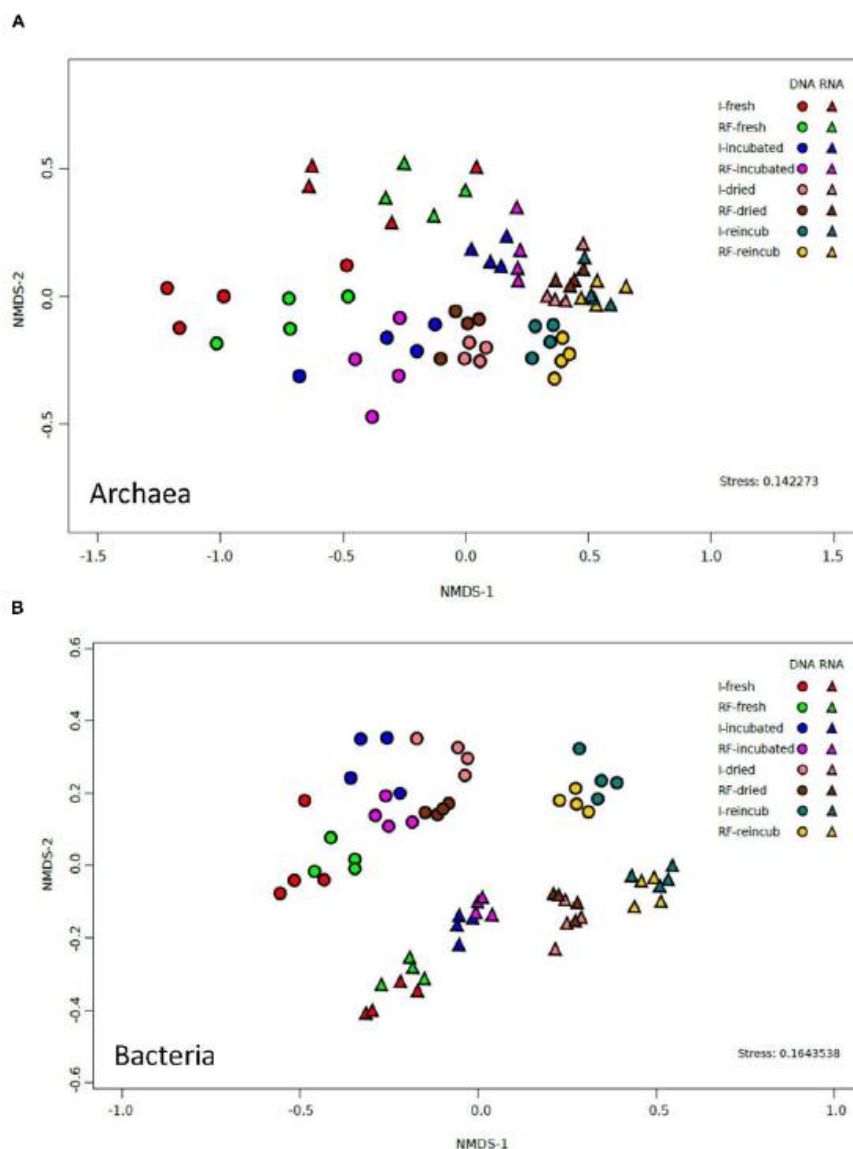 A
DNA RNA
I-fresh
RF-fresh
I-incubated
RF-incubated
I-dried
RF-dried
I-reincub
RF-reincub
0.5
0.0
-0.5
NMDS-2
Archaea
Stress: 0.142273
-1.5 -1.0 -0.5 0.0 0.5 1.0 1.5
NMDS-1
B
DNA RNA
I-fresh
RF-fresh
I-incubated
RF-incubated
I-dried
RF-dried
I-reincub
RF-reincub
0.6
0.4
0.2
0.0
-0.2
-0.4
-0.6
NMDS-2
Bacteria
Stress: 0.1643538
-1.0 -0.5 0.0 0.5 1.0
NMDS-1